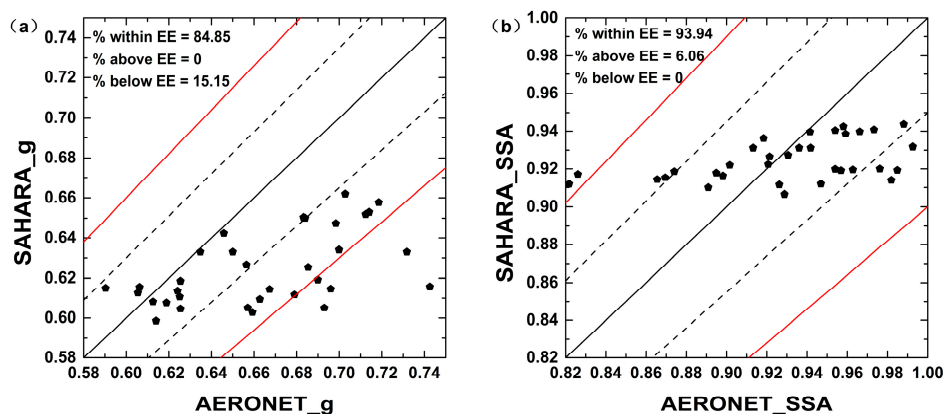 (a)
% within EE = 84.85
% above EE = 0
% below EE = 15.15
0.75
0.72
0.70
0.68
0.66
0.64
0.62
0.60
0.58
SAHARA_g
0.58 0.60 0.62 0.64 0.66 0.68 0.70 0.72 0.75
AERONET_g
(b)
% within EE = 93.94
% above EE = 6.06
% below EE = 0
1.00
0.98
0.96
0.94
0.92
0.90
0.88
0.86
0.84
0.82
SAHARA_SSA
0.82 0.84 0.86 0.88 0.90 0.92 0.94 0.96 0.98 1.00
AERONET_SSA